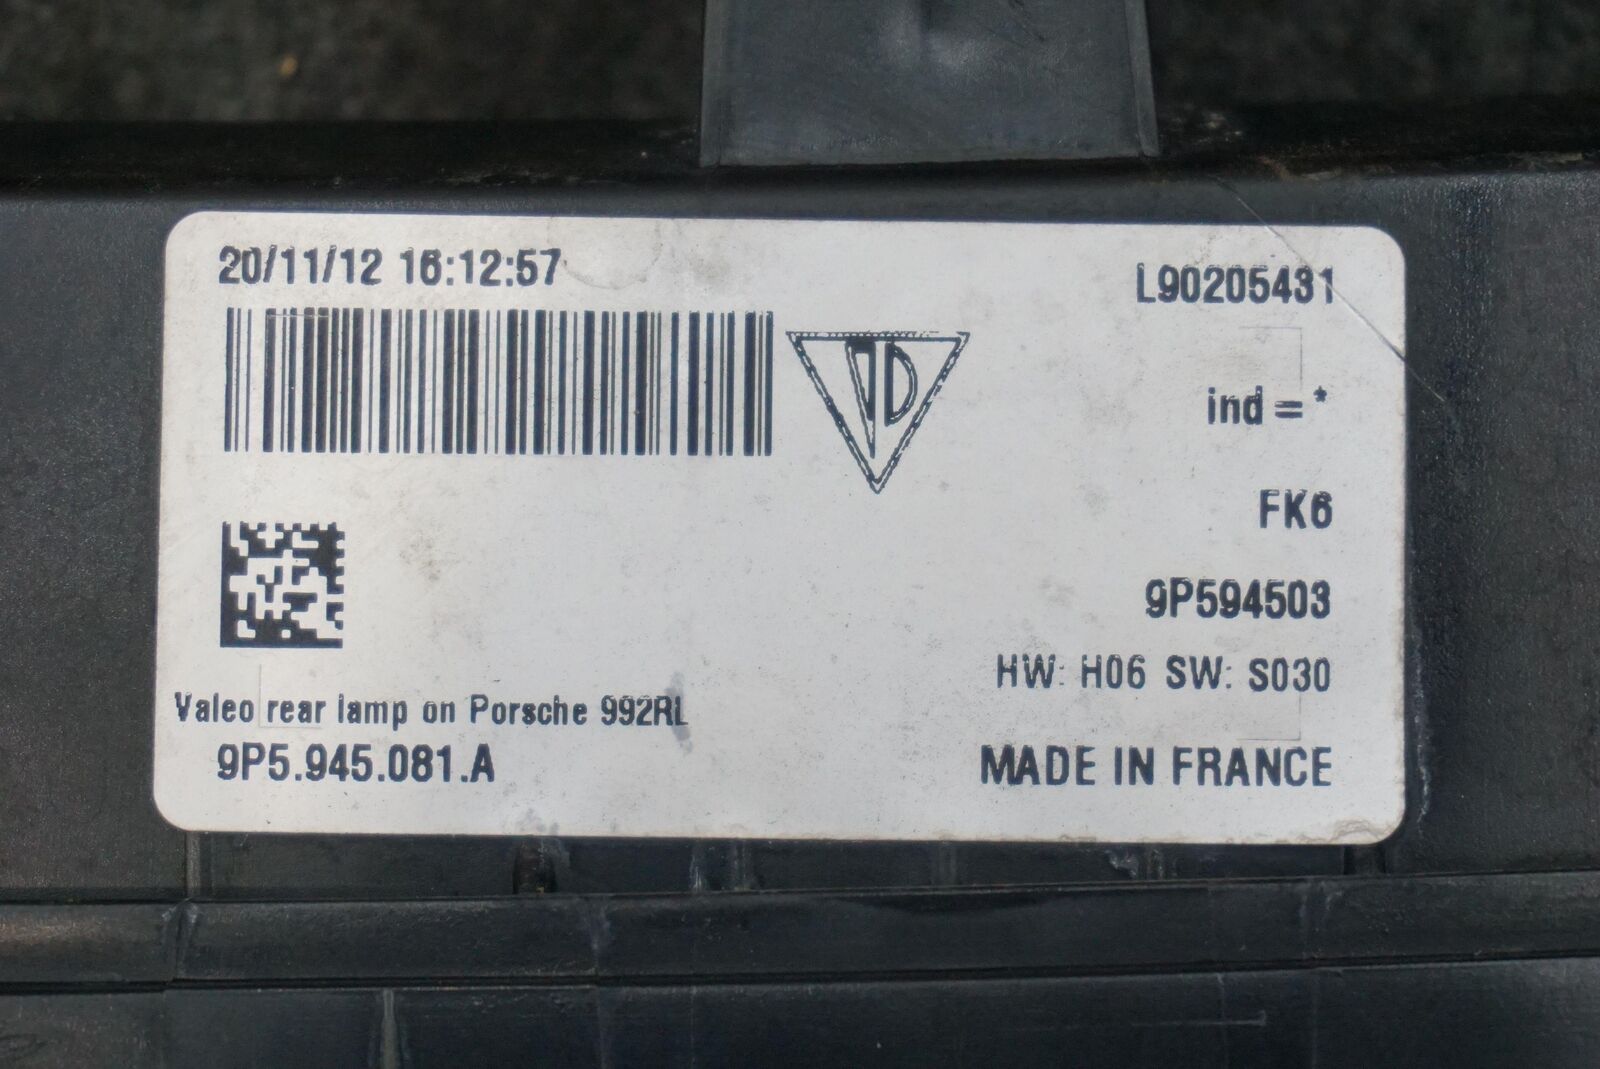 20/11/12 16:12:57
L90205431
ind = *
FK6
9P594503
HW: H06 SW: S030
Valeo rear lamp on Porsche 992RL
9P5.945.081.A
MADE IN FRANCE